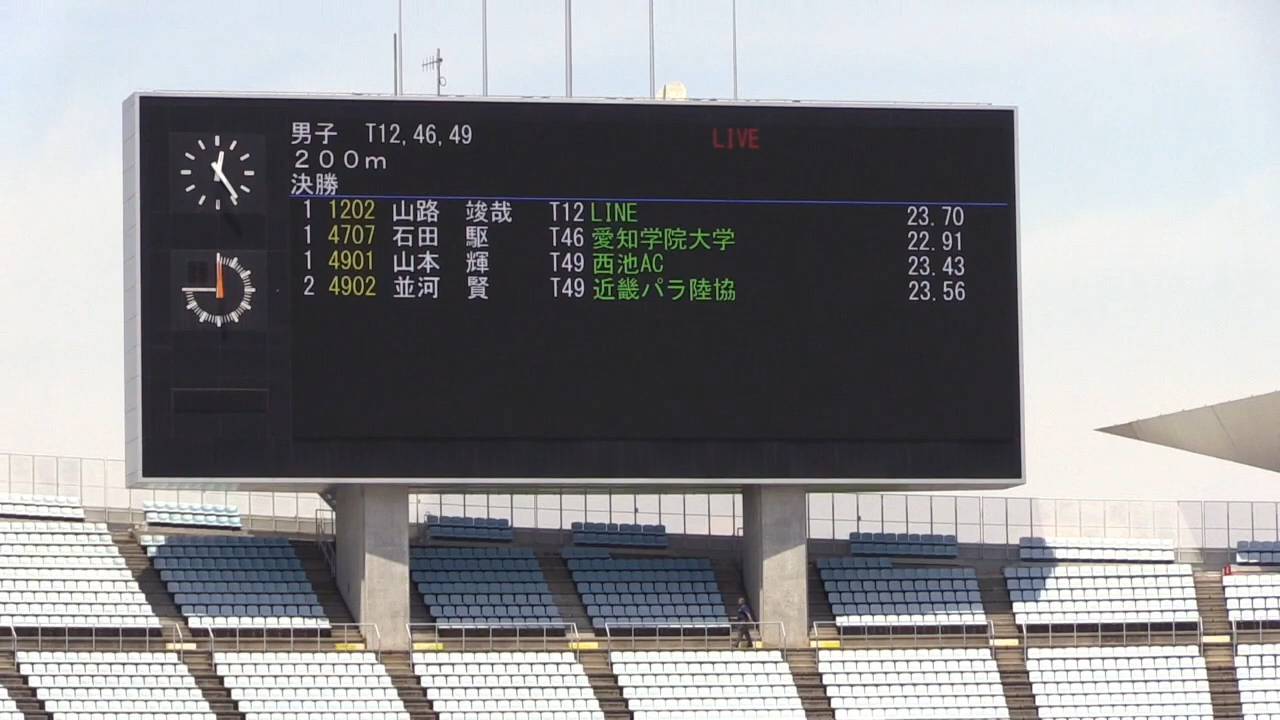 男子 T12,46,49 LIVE
200m
決勝
1 1202 山路 竣哉 T12 LINE 23.70
1 4707 石田 駆 T46 愛知学院大学 22.91
1 4901 山本 輝 T49 西池AC 23.43
2 4902 並河 賢 T49 近畿パラ陸協 23.56